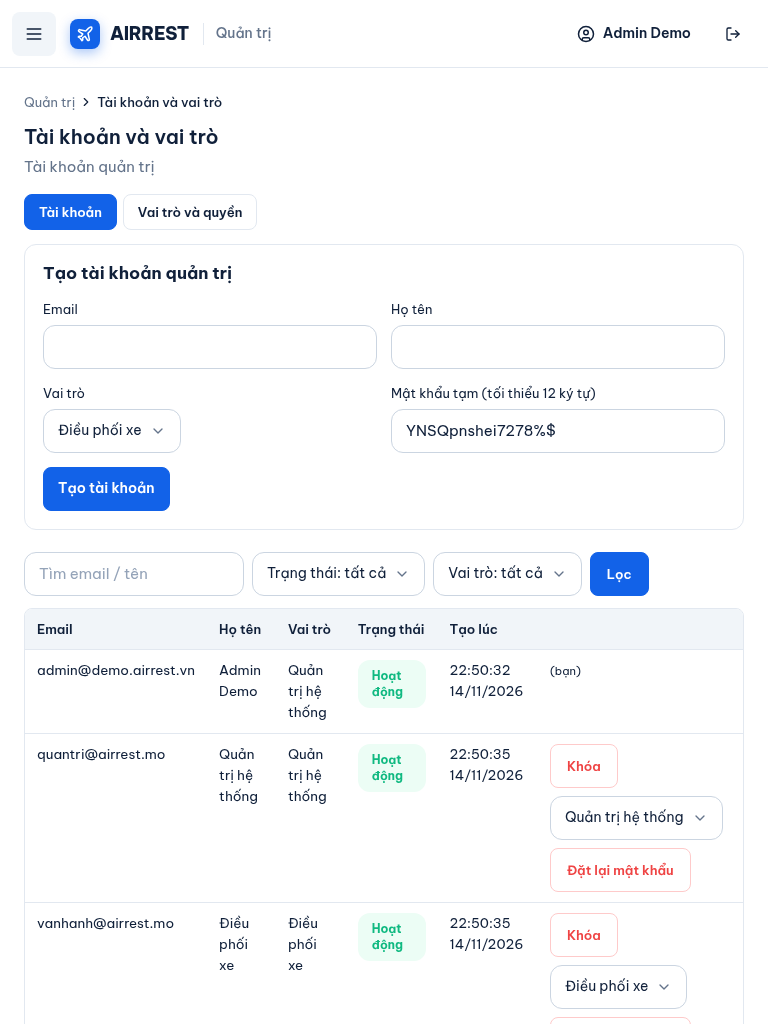 AIRREST
Quản trị
Admin Demo
Quản trị > Tài khoản và vai trò
Tài khoản và vai trò
Tài khoản quản trị
Tài khoản
Vai trò và quyền
Tạo tài khoản quản trị
Email
Họ tên
Vai trò
Mật khẩu tạm (tối thiểu 12 ký tự)
Điều phối xe
YNSQpnshei7278%$
Tạo tài khoản
Tìm email / tên
Trạng thái: tất cả
Vai trò: tất cả
Lọc
Email Họ tên Vai trò Trạng thái Tạo lúc
admin@demo.airrest.vn
Admin
Demo
Quản
trị hệ
thống
Hoạt
động
22:50:32
14/11/2026
(bạn)
quantri@airrest.mo
Quản
trị hệ
thống
Quản
trị hệ
thống
Hoạt
động
22:50:35
14/11/2026
Khóa
Quản trị hệ thống
Đặt lại mật khẩu
vanhanh@airrest.mo
Điều
phối
xe
Điều
phối
xe
Hoạt
động
22:50:35
14/11/2026
Khóa
Điều phối xe